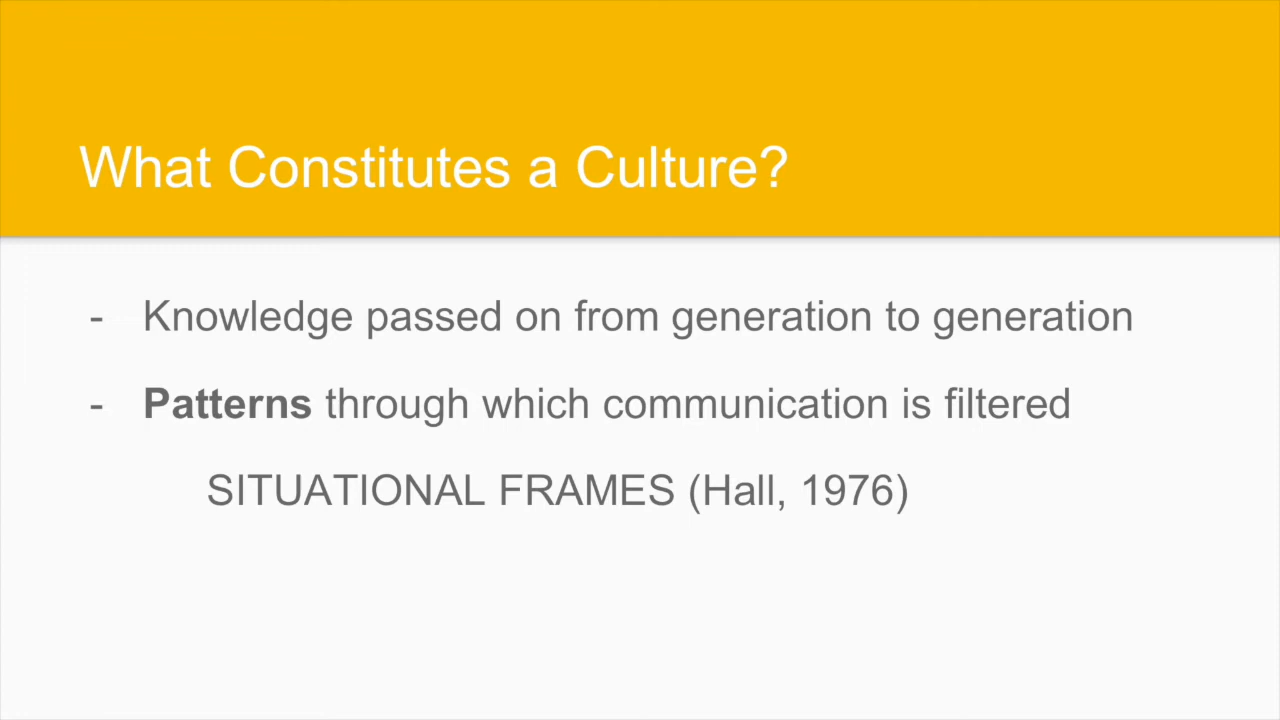 What Constitutes a Culture?
- Knowledge passed on from generation to generation
- Patterns through which communication is filtered
SITUATIONAL FRAMES (Hall, 1976)